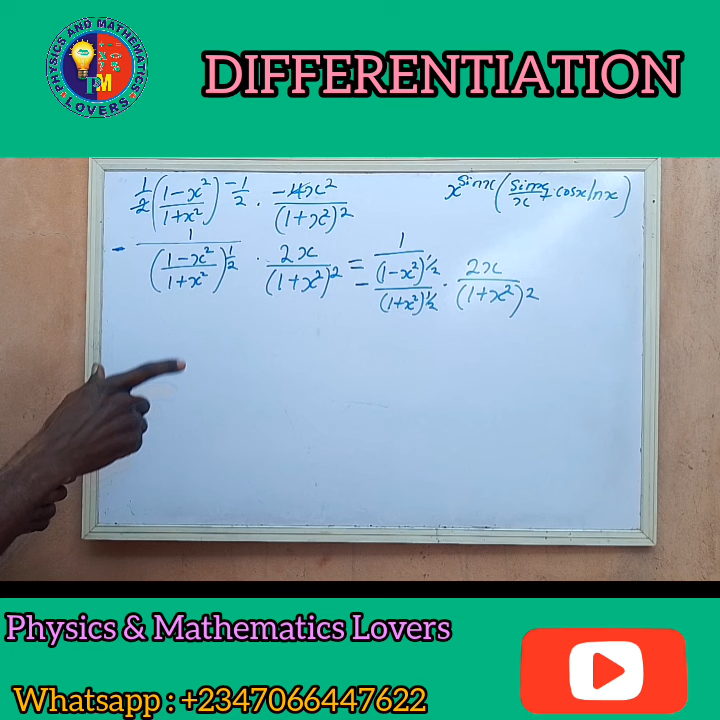 PHYSICS AND MATHEMATICS LOVERS
PM
DIFFERENTIATION
1/2 ((1-x²)/(1+x²))^(-1/2) · -4x²/(1+x²)²
x^sinx (sinx/x + cosx lnx)
- 1/((1-x²)/(1+x²))^(1/2) · 2x/(1+x²)² = 1/((1-x²)^(1/2)/(1+x²)^(1/2)) · 2x/(1+x²)²
Physics & Mathematics Lovers
Whatsapp : +2347066447622